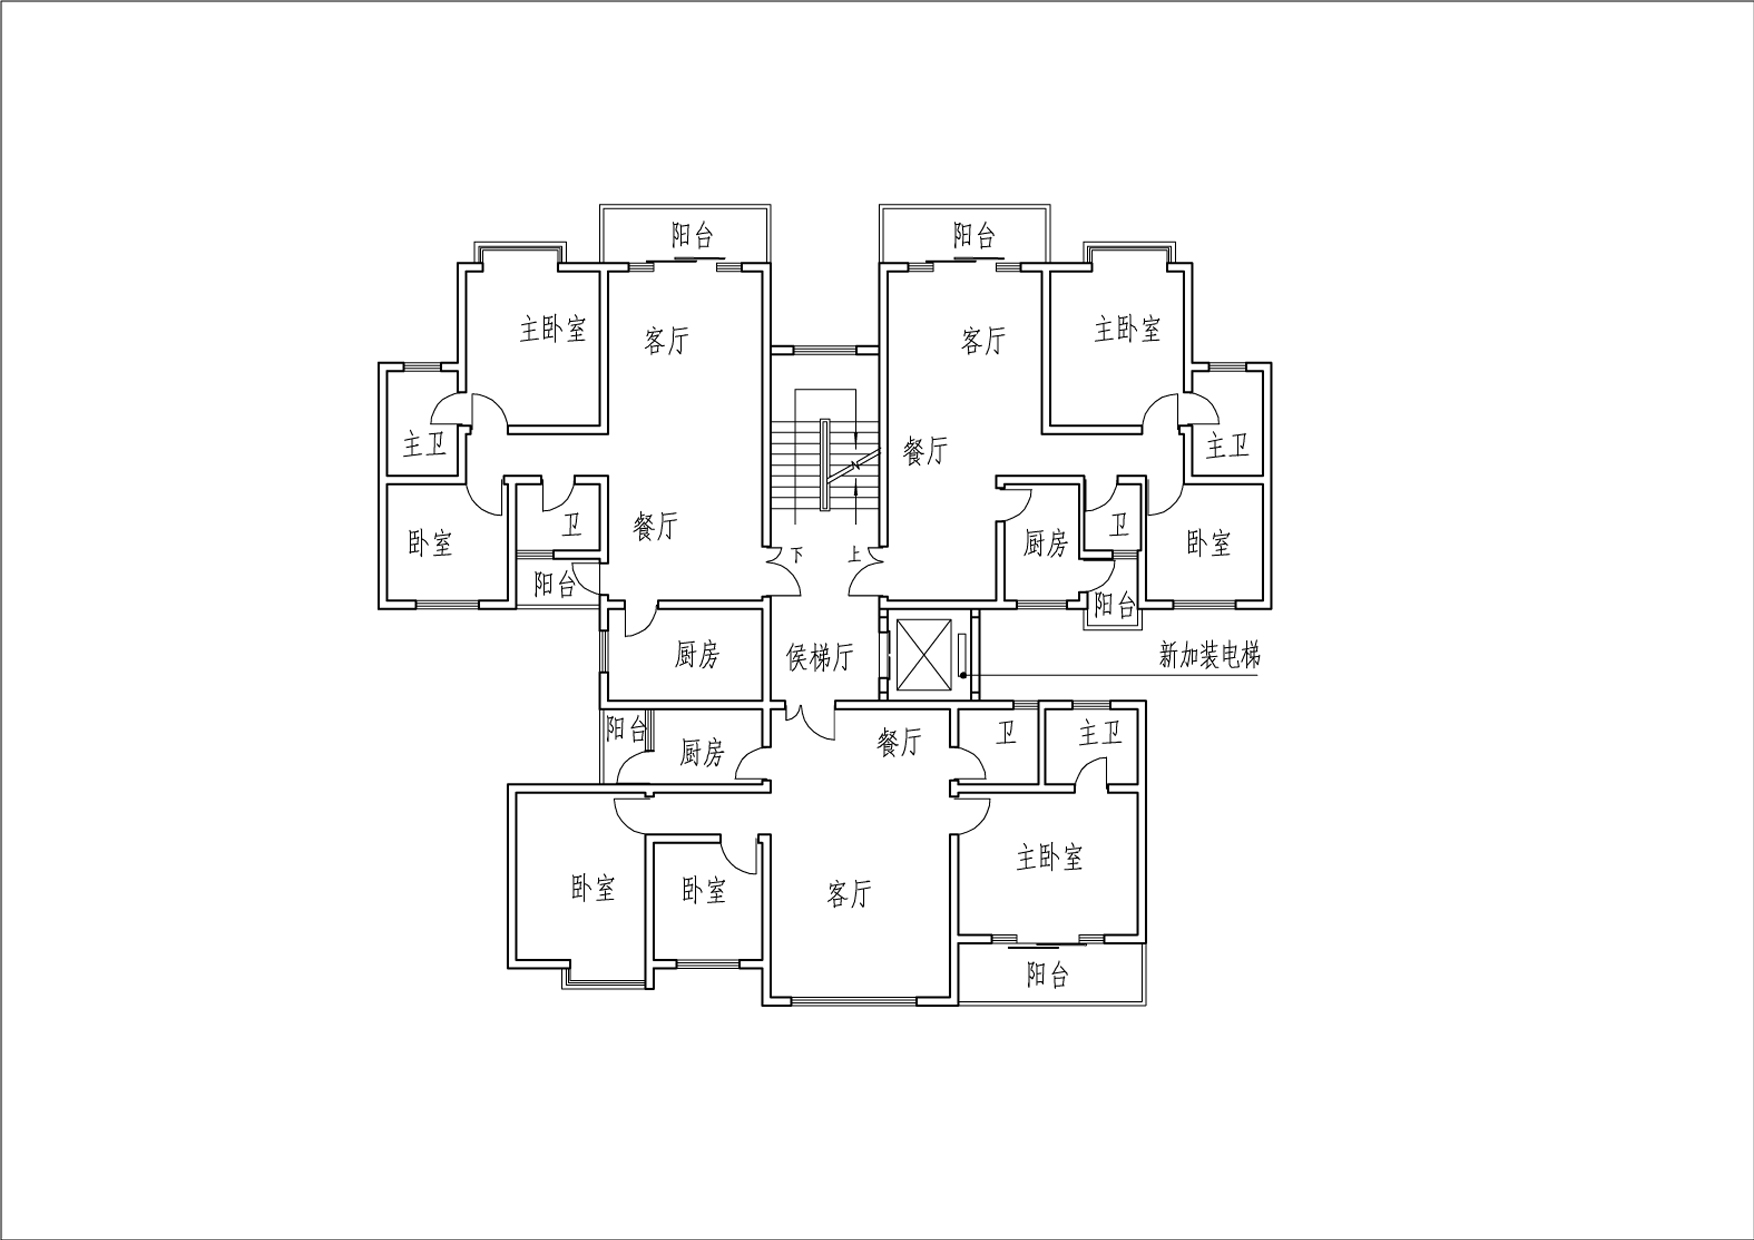 阳台
阳台
主卧室
客厅
客厅
主卧室
主卫
餐厅
主卫
卧室
卫
餐厅
厨房
卫
卧室
下
上
阳台
阳台
厨房
侯梯厅
新加装电梯
阳台
厨房
餐厅
卫
主卫
卧室
卧室
客厅
主卧室
阳台